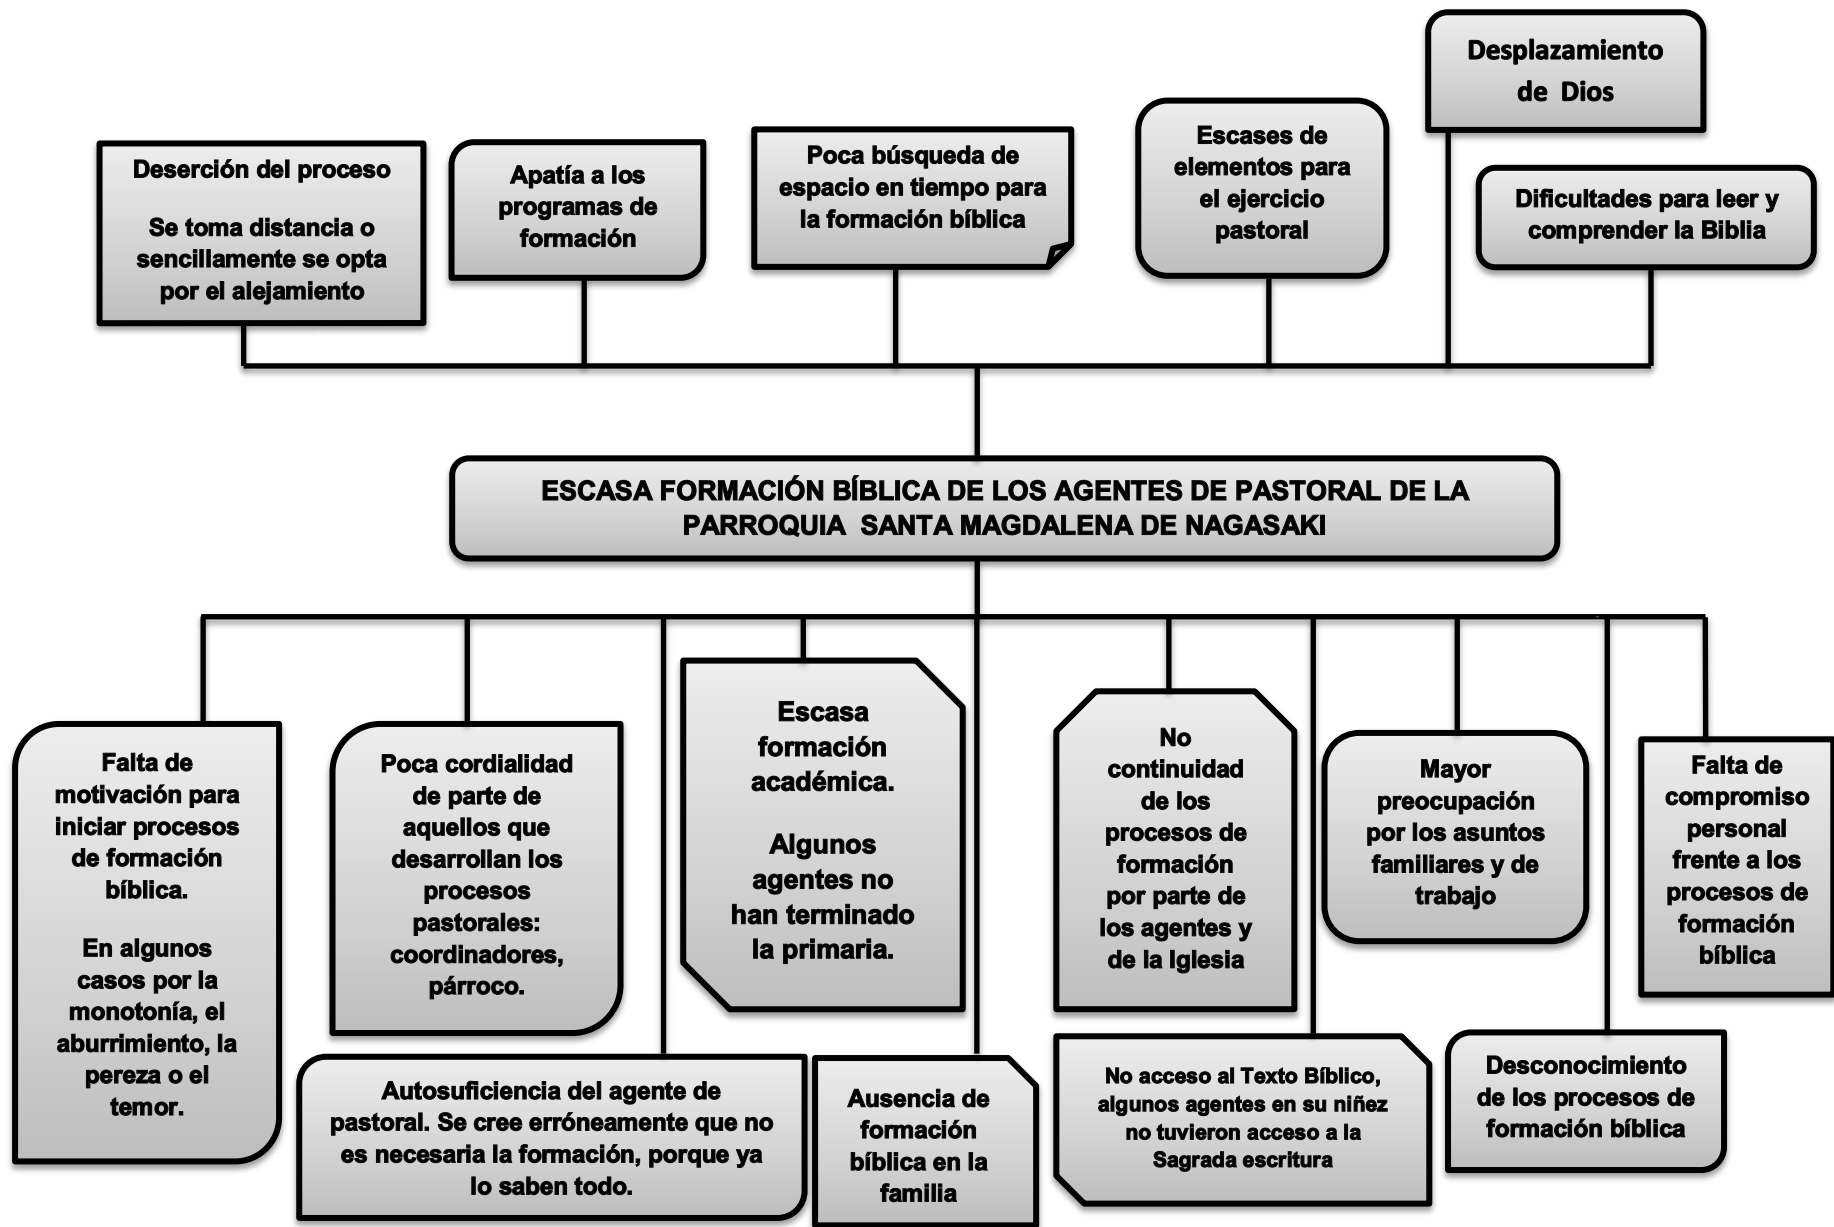 Desplazamiento
de Dios
Deserción del proceso
Se toma distancia o
sencillamente se opta
por el alejamiento
Apatía a los
programas de
formación
Poca búsqueda de
espacio en tiempo para
la formación bíblica
Escases de
elementos para
el ejercicio
pastoral
Dificultades para leer y
comprender la Biblia
ESCASA FORMACIÓN BÍBLICA DE LOS AGENTES DE PASTORAL DE LA
PARROQUIA SANTA MAGDALENA DE NAGASAKI
Falta de
motivación para
iniciar procesos
de formación
bíblica.
En algunos
casos por la
monotonía, el
aburrimiento, la
pereza o el
temor.
Poca cordialidad
de parte de
aquellos que
desarrollan los
procesos
pastorales:
coordinadores,
párroco.
Escasa
formación
académica.
Algunos
agentes no
han terminado
la primaria.
No
continuidad
de los
procesos de
formación
por parte de
los agentes y
de la Iglesia
Mayor
preocupación
por los asuntos
familiares y de
trabajo
Falta de
compromiso
personal
frente a los
procesos de
formación
bíblica
Autosuficiencia del agente de
pastoral. Se cree erróneamente que no
es necesaria la formación, porque ya
lo saben todo.
Ausencia de
formación
bíblica en la
familia
No acceso al Texto Bíblico,
algunos agentes en su niñez
no tuvieron acceso a la
Sagrada escritura
Desconocimiento
de los procesos de
formación bíblica